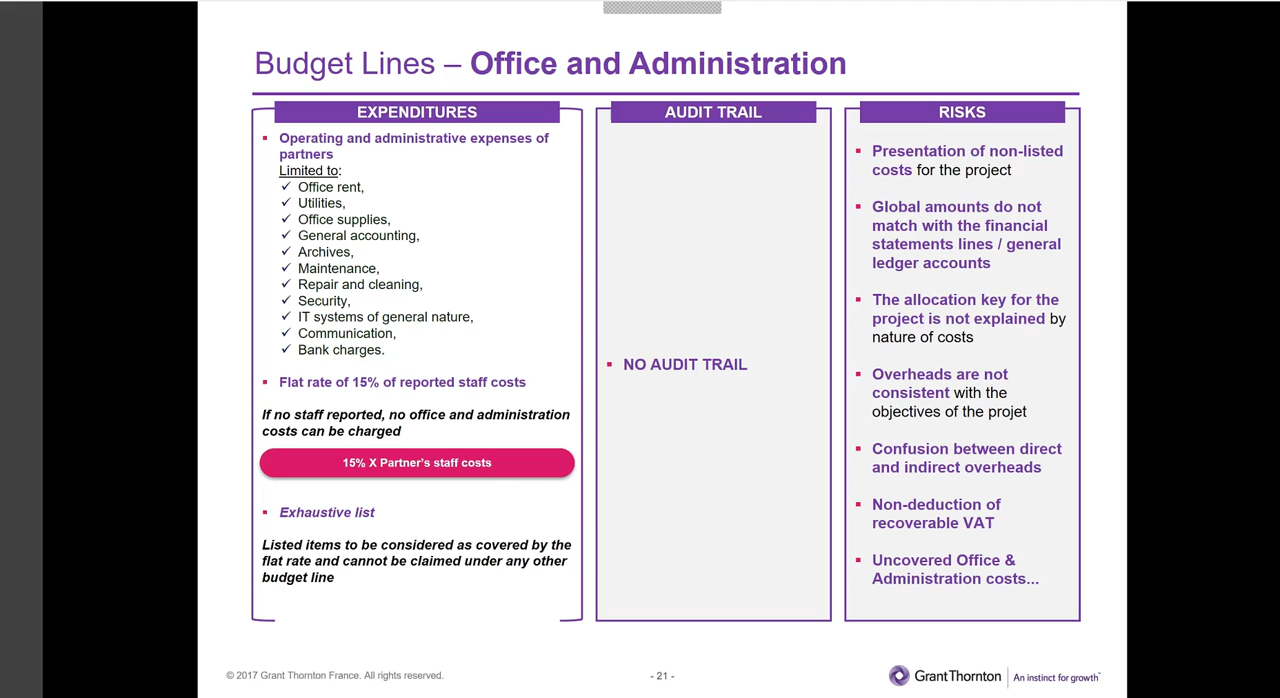 Budget Lines – Office and Administration
EXPENDITURES
▪ Operating and administrative expenses of
partners
Limited to:
✓ Office rent,
✓ Utilities,
✓ Office supplies,
✓ General accounting,
✓ Archives,
✓ Maintenance,
✓ Repair and cleaning,
✓ Security,
✓ IT systems of general nature,
✓ Communication,
✓ Bank charges.
▪ Flat rate of 15% of reported staff costs
If no staff reported, no office and administration
costs can be charged
15% X Partner's staff costs
▪ Exhaustive list
Listed items to be considered as covered by the
flat rate and cannot be claimed under any other
budget line
AUDIT TRAIL
▪ NO AUDIT TRAIL
RISKS
▪ Presentation of non-listed
costs for the project
▪ Global amounts do not
match with the financial
statements lines / general
ledger accounts
▪ The allocation key for the
project is not explained by
nature of costs
▪ Overheads are not
consistent with the
objectives of the projet
▪ Confusion between direct
and indirect overheads
▪ Non-deduction of
recoverable VAT
▪ Uncovered Office &
Administration costs...
© 2017 Grant Thornton France. All rights reserved.
- 21 -
GrantThornton
An instinct for growth™